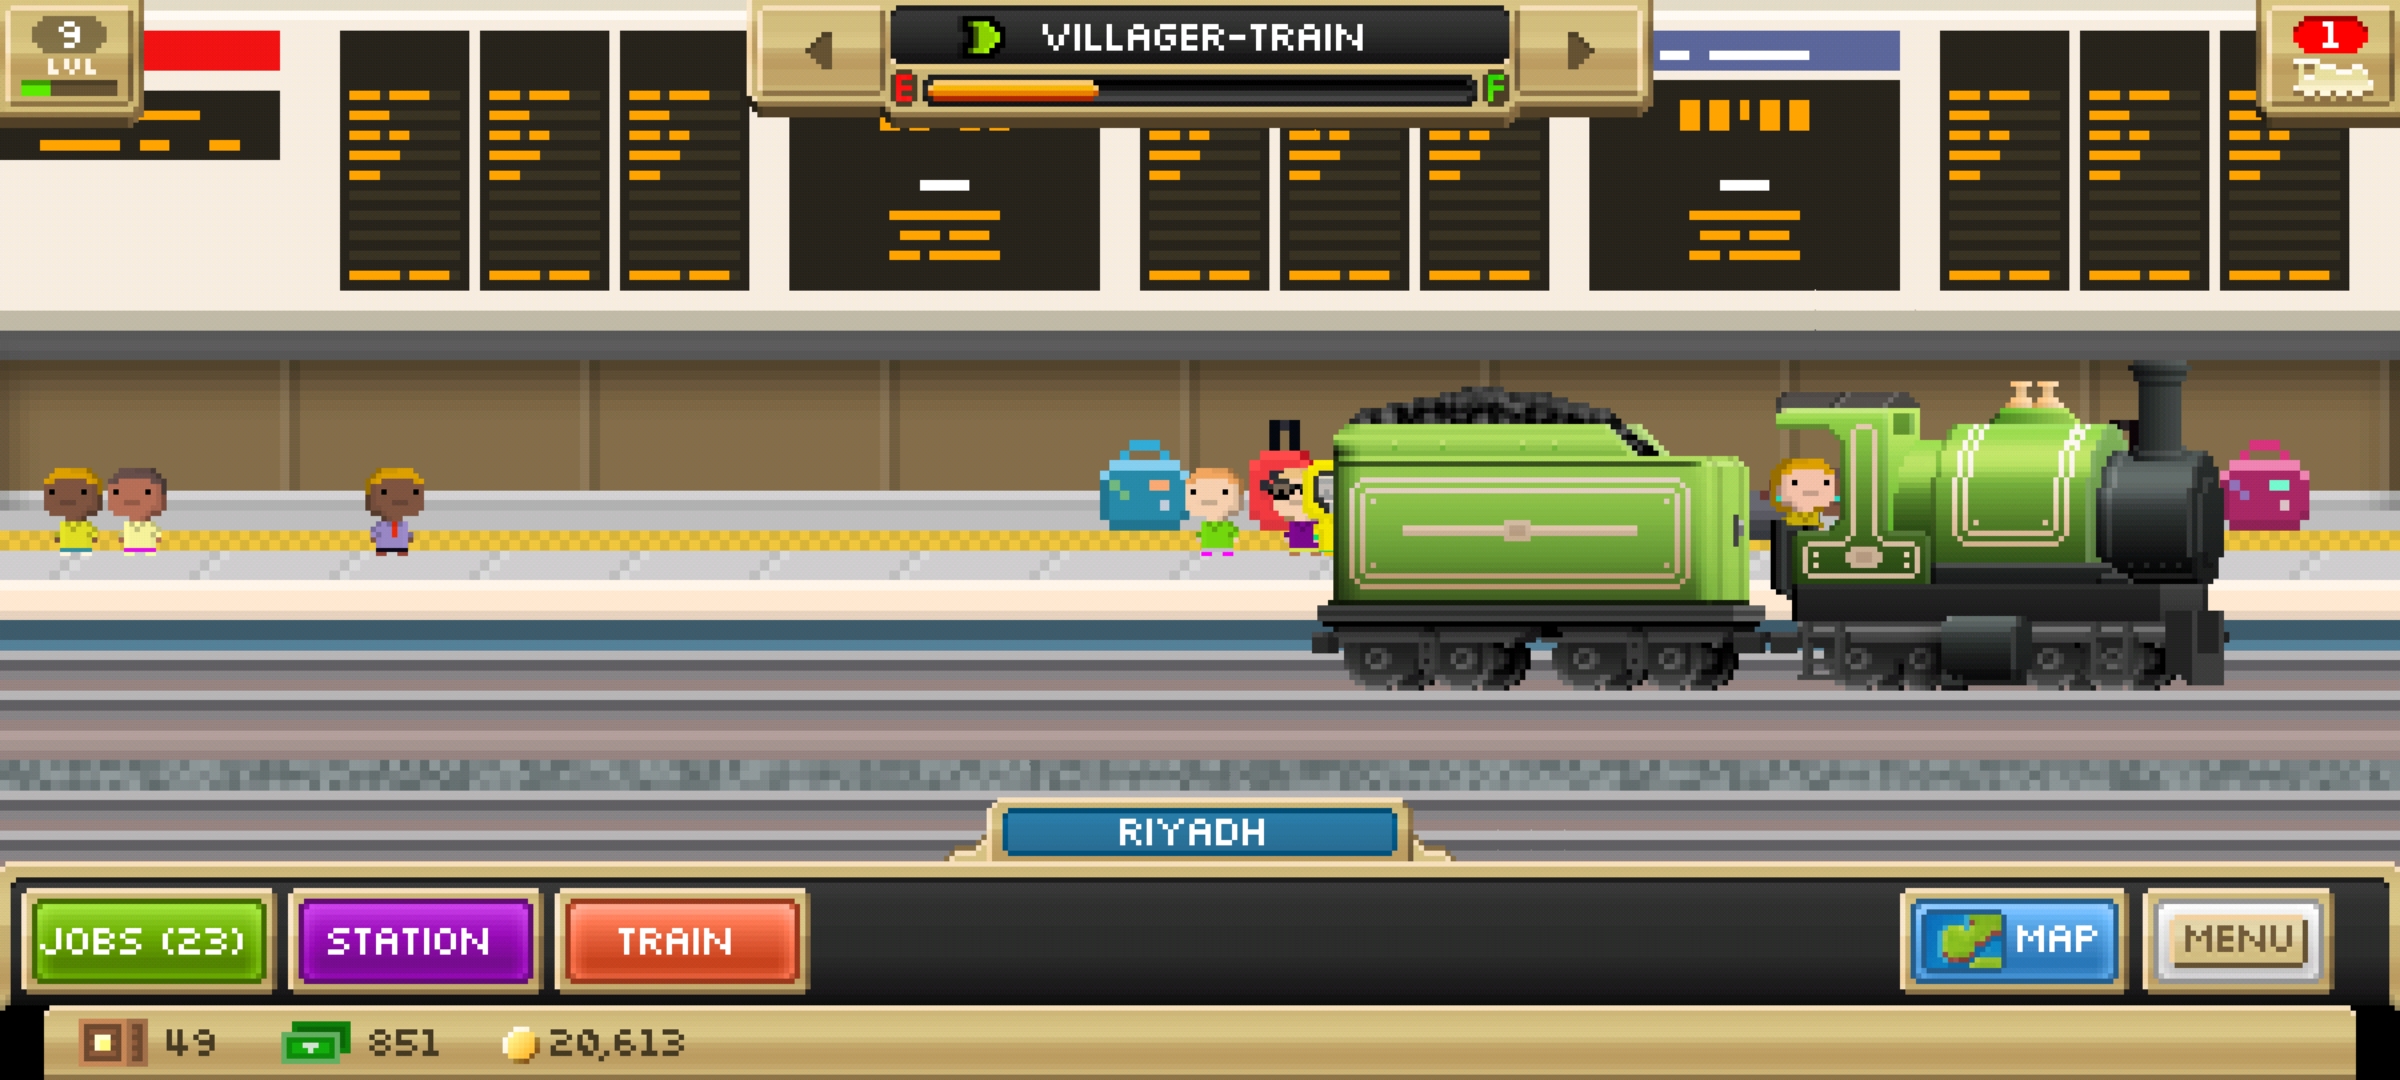 9
LVL
VILLAGER-TRAIN
E F
1
RIYADH
JOBS (23)
STATION
TRAIN
MAP
MENU
49
851
20,613